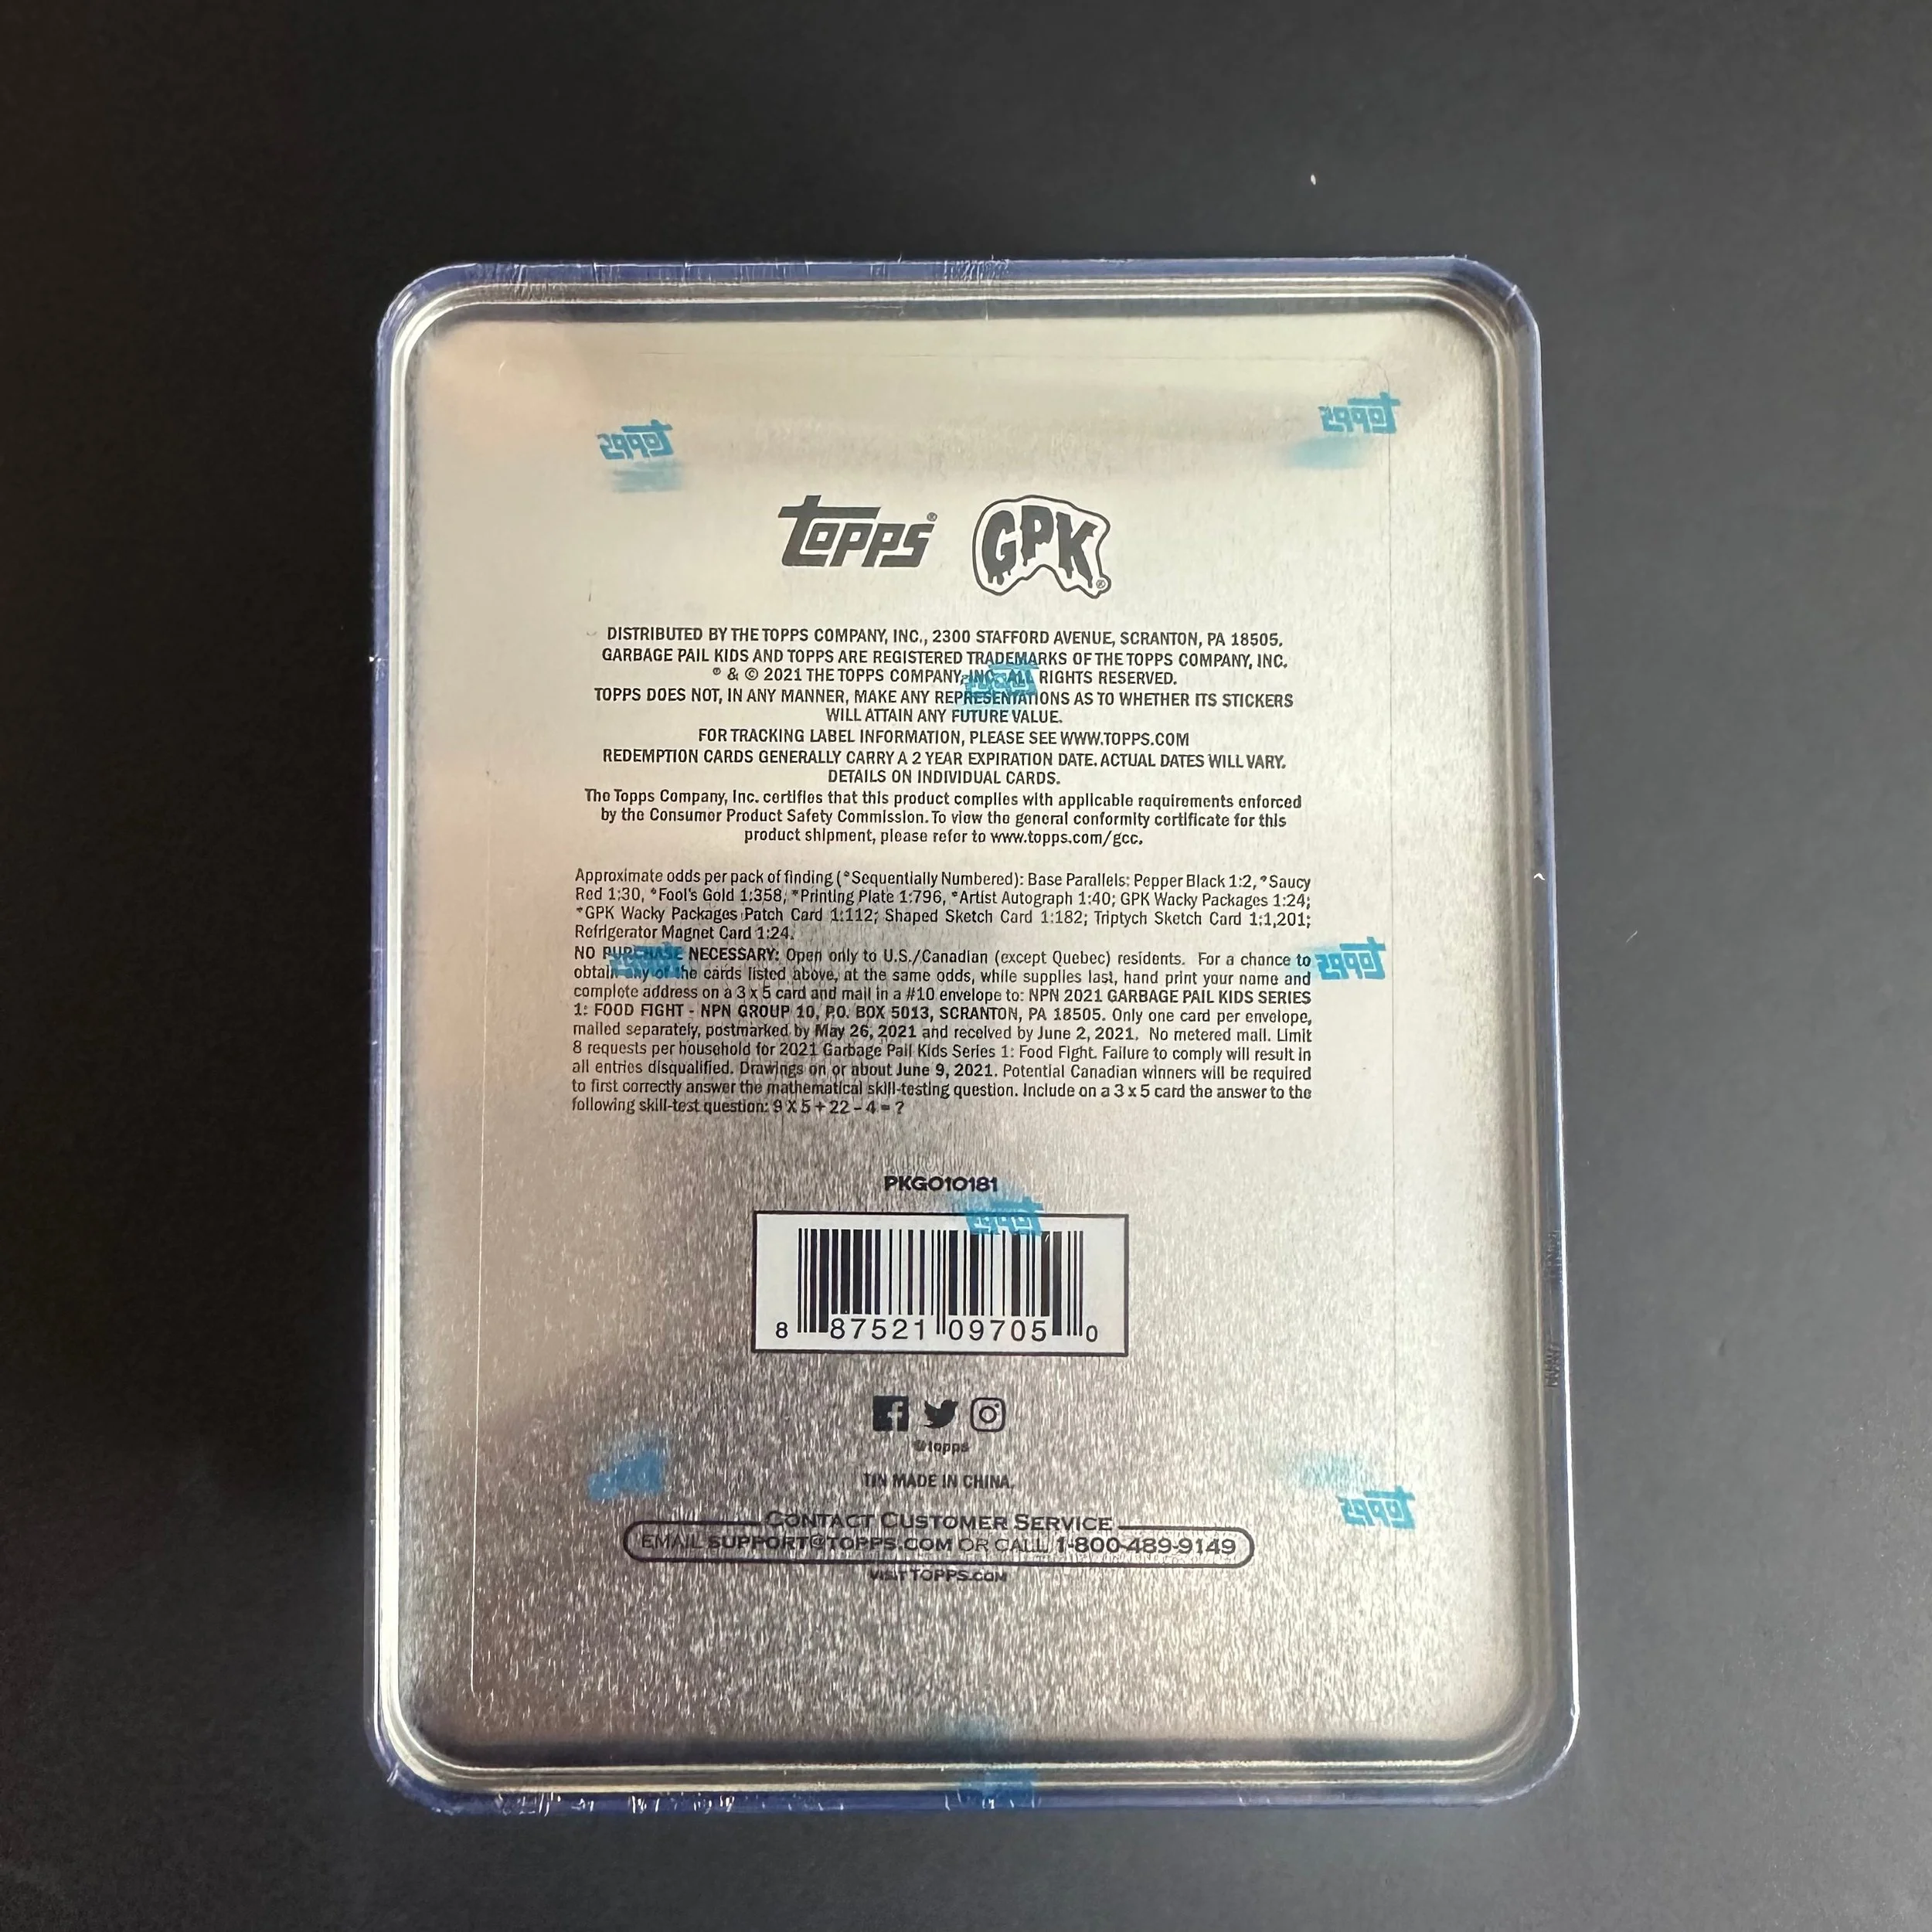 topps® GPK®
DISTRIBUTED BY THE TOPPS COMPANY, INC., 2300 STAFFORD AVENUE, SCRANTON, PA 18505.
GARBAGE PAIL KIDS AND TOPPS ARE REGISTERED TRADEMARKS OF THE TOPPS COMPANY, INC.
® & © 2021 THE TOPPS COMPANY, INC. ALL RIGHTS RESERVED.
TOPPS DOES NOT, IN ANY MANNER, MAKE ANY REPRESENTATIONS AS TO WHETHER ITS STICKERS
WILL ATTAIN ANY FUTURE VALUE.
FOR TRACKING LABEL INFORMATION, PLEASE SEE WWW.TOPPS.COM
REDEMPTION CARDS GENERALLY CARRY A 2 YEAR EXPIRATION DATE. ACTUAL DATES WILL VARY.
DETAILS ON INDIVIDUAL CARDS.
The Topps Company, Inc. certifies that this product complies with applicable requirements enforced
by the Consumer Product Safety Commission. To view the general conformity certificate for this
product shipment, please refer to www.topps.com/gcc.
Approximate odds per pack of finding (*Sequentially Numbered): Base Parallels: Pepper Black 1:2, *Saucy
Red 1:30, *Fool's Gold 1:358, *Printing Plate 1:796, *Artist Autograph 1:40; GPK Wacky Packages 1:24;
*GPK Wacky Packages Patch Card 1:112; Shaped Sketch Card 1:182; Triptych Sketch Card 1:1,201;
Refrigerator Magnet Card 1:24.
NO PURCHASE NECESSARY: Open only to U.S./Canadian (except Quebec) residents. For a chance to
obtain any of the cards listed above, at the same odds, while supplies last, hand print your name and
complete address on a 3 x 5 card and mail in a #10 envelope to: NPN 2021 GARBAGE PAIL KIDS SERIES
1: FOOD FIGHT - NPN GROUP 10, P.O. BOX 5013, SCRANTON, PA 18505. Only one card per envelope,
mailed separately, postmarked by May 26, 2021 and received by June 2, 2021. No metered mail. Limit
8 requests per household for 2021 Garbage Pail Kids Series 1: Food Fight. Failure to comply will result in
all entries disqualified. Drawings on or about June 9, 2021. Potential Canadian winners will be required
to first correctly answer the mathematical skill-testing question. Include on a 3 x 5 card the answer to the
following skill-test question: 9 X 5 + 22 - 4 = ?
PKG010181
8 87521 09705 0
@topps
TIN MADE IN CHINA.
CONTACT CUSTOMER SERVICE
EMAIL SUPPORT@TOPPS.COM OR CALL 1-800-489-9149
VISIT TOPPS.COM
topps
topps
topps
topps
topps
topps
topps